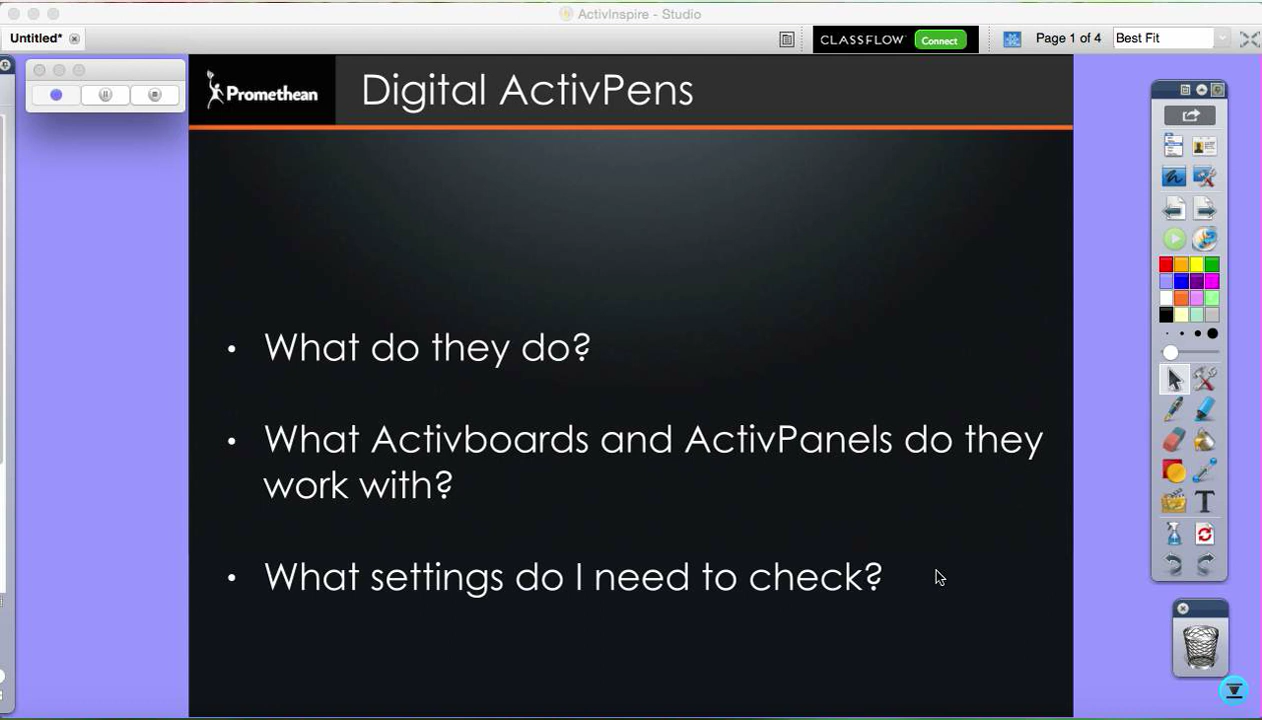 ActivInspire - Studio
Untitled*
CLASSFLOW Connect
Page 1 of 4
Best Fit
Promethean
Digital ActivPens
• What do they do?
• What Activboards and ActivPanels do they
work with?
• What settings do I need to check?
T